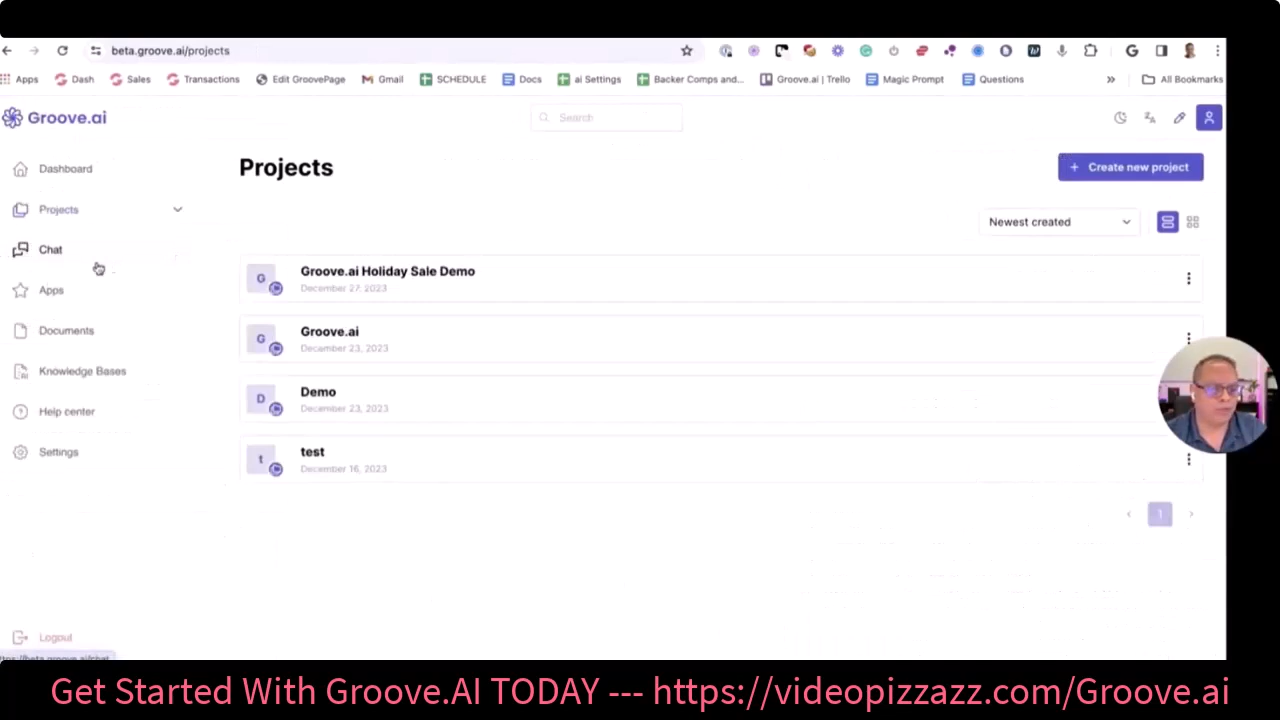 beta.groove.ai/projects
Apps Dash Sales Transactions Edit GroovePage Gmail SCHEDULE Docs ai Settings Backer Comps and... Groove.ai | Trello Magic Prompt Questions » All Bookmarks
Groove.ai
Search
Dashboard
Projects
Chat
Apps
Documents
Knowledge Bases
Help center
Settings
Logout
Projects
+ Create new project
Newest created
G
Groove.ai Holiday Sale Demo
December 27, 2023
G
Groove.ai
December 23, 2023
D
Demo
December 23, 2023
t
test
December 16, 2023
1
Get Started With Groove.AI TODAY --- https://videopizzazz.com/Groove.ai